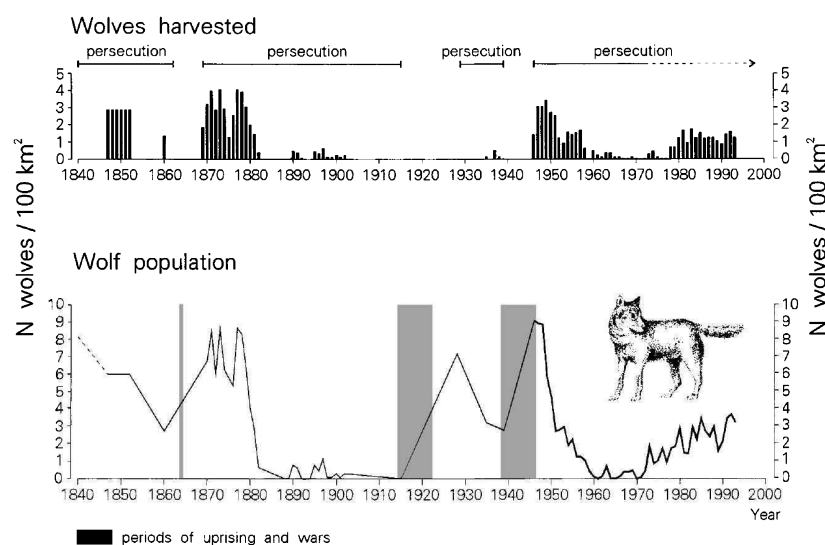 Wolves harvested
persecution persecution persecution persecution
5 5
4 4
3 3
2 2
1 1
0 0
1840 1850 1860 1870 1880 1890 1900 1910 1920 1930 1940 1950 1960 1970 1980 1990 2000
N wolves / 100 km²
N wolves / 100 km²
Wolf population
10 10
9 9
8 8
7 7
6 6
5 5
4 4
3 3
2 2
1 1
0 0
1840 1850 1860 1870 1880 1890 1900 1910 1920 1930 1940 1950 1960 1970 1980 1990 2000
Year
periods of uprising and wars